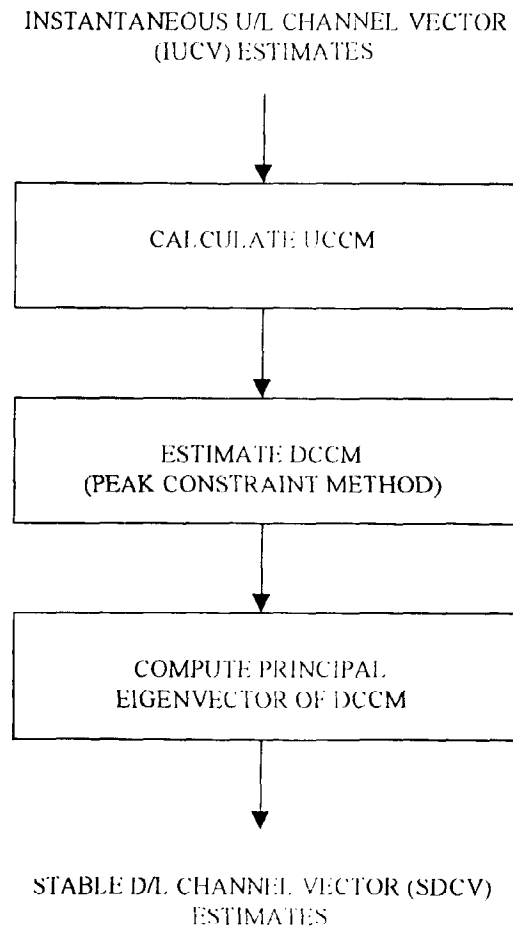 INSTANTANEOUS U/L CHANNEL VECTOR
(IUCV) ESTIMATES
CALCULATE UCCM
ESTIMATE DCCM
(PEAK CONSTRAINT METHOD)
COMPUTE PRINCIPAL
EIGENVECTOR OF DCCM
STABLE D/L CHANNEL VECTOR (SDCV)
ESTIMATES